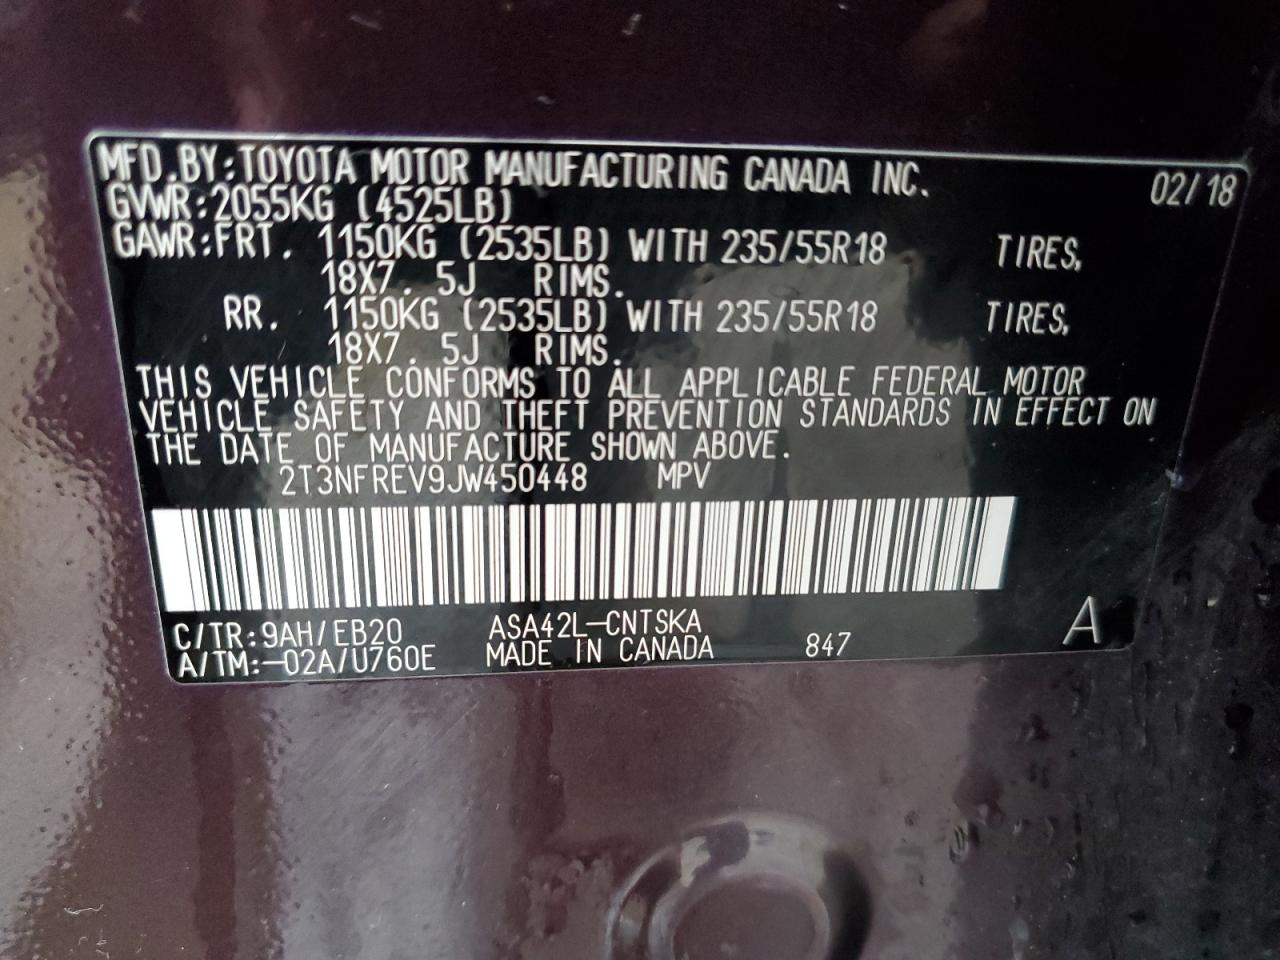 MFD.BY:TOYOTA MOTOR MANUFACTURING CANADA INC. 02/18
GVWR:2055KG (4525LB)
GAWR:FRT. 1150KG (2535LB) WITH 235/55R18 TIRES,
18X7. 5J RIMS.
RR. 1150KG (2535LB) WITH 235/55R18 TIRES,
18X7. 5J RIMS.
THIS VEHICLE CONFORMS TO ALL APPLICABLE FEDERAL MOTOR
VEHICLE SAFETY AND THEFT PREVENTION STANDARDS IN EFFECT ON
THE DATE OF MANUFACTURE SHOWN ABOVE.
2T3NFREV9JW450448 MPV
C/TR:9AH/EB20 ASA42L-CNTSKA A
A/TM:-02A/U760E MADE IN CANADA 847